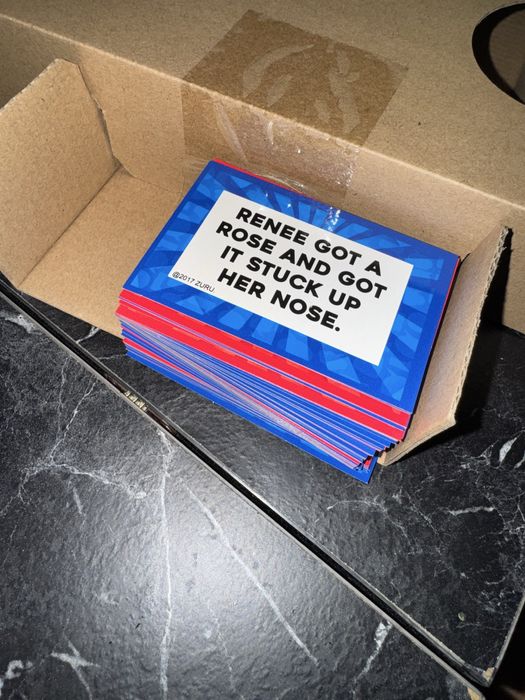 RENEE GOT A
ROSE AND GOT
IT STUCK UP
HER NOSE.
@2017 ZURU